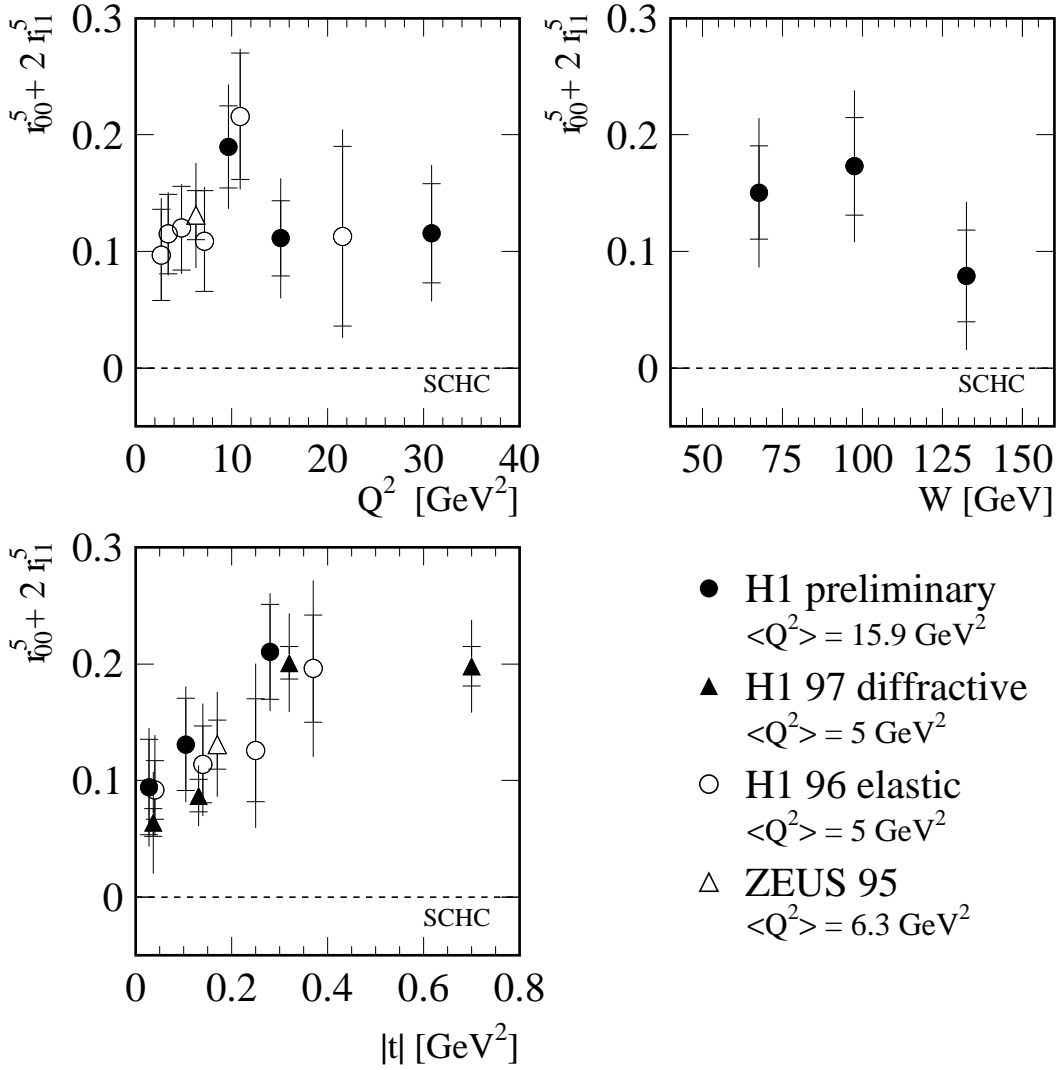 r⁵₀₀ + 2 r⁵₁₁
0.3
0.2
0.1
0
SCHC
0 10 20 30 40
Q² [GeV²]
r⁵₀₀ + 2 r⁵₁₁
0.3
0.2
0.1
0
SCHC
50 75 100 125 150
W [GeV]
r⁵₀₀ + 2 r⁵₁₁
0.3
0.2
0.1
0
SCHC
0 0.2 0.4 0.6 0.8
|t| [GeV²]
H1 preliminary
<Q²> = 15.9 GeV²
H1 97 diffractive
<Q²> = 5 GeV²
H1 96 elastic
<Q²> = 5 GeV²
ZEUS 95
<Q²> = 6.3 GeV²